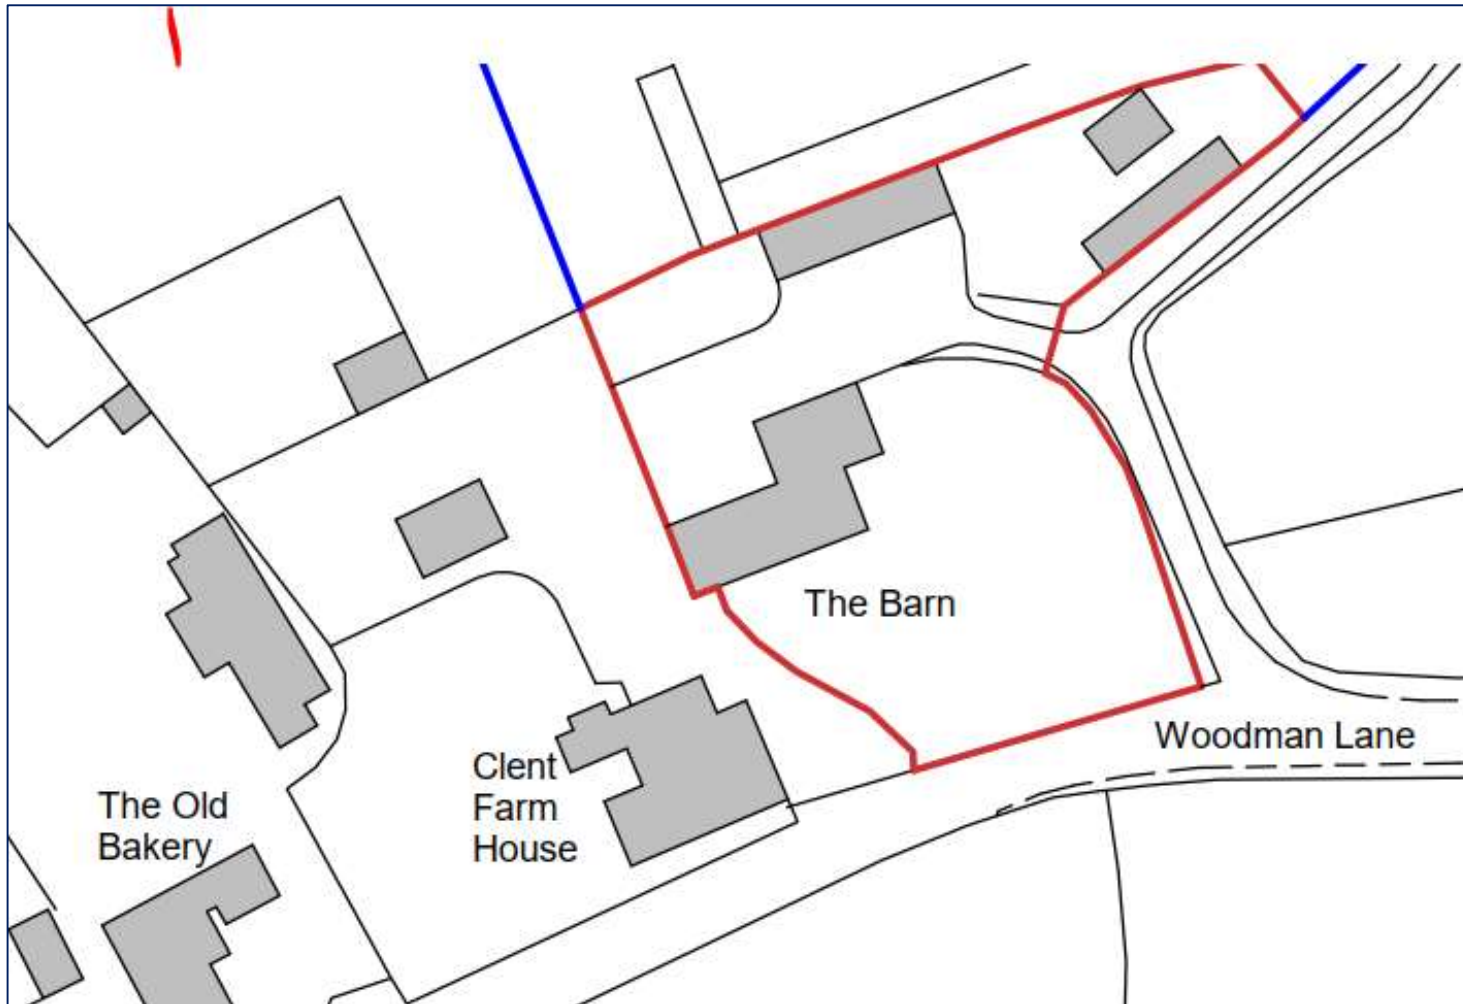 The Barn
Woodman Lane
Clent
Farm
House
The Old
Bakery